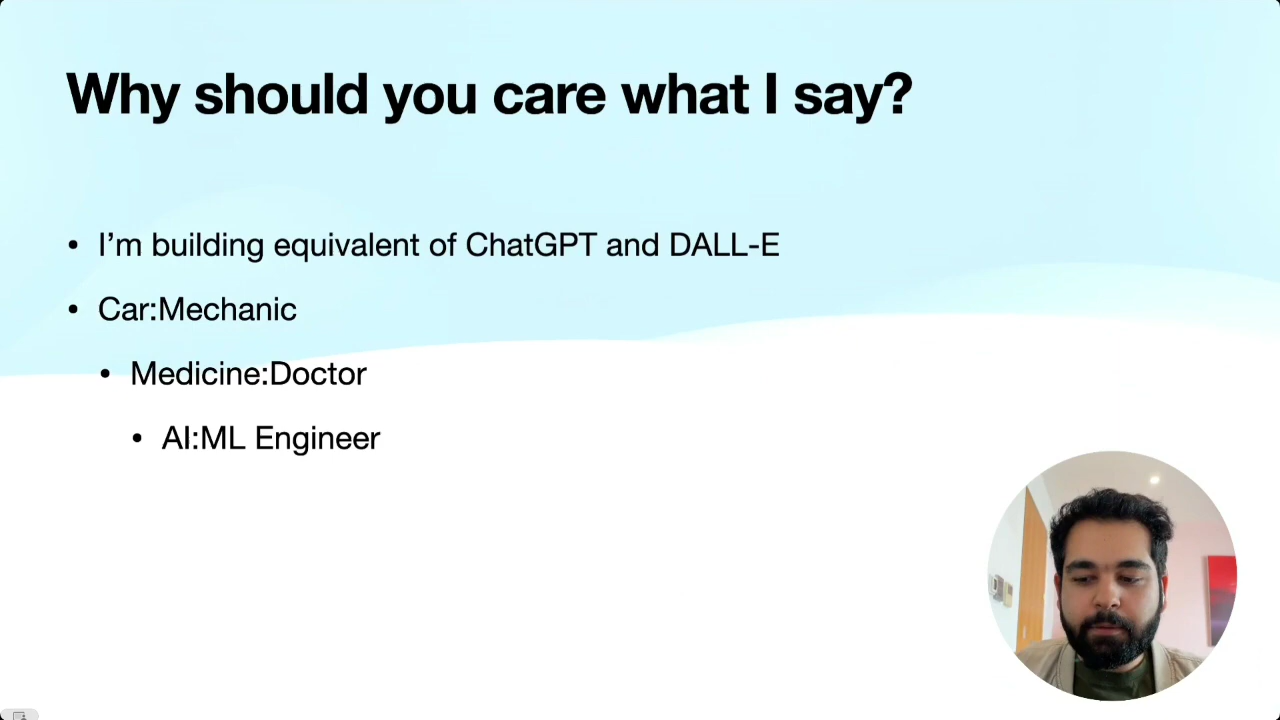 Why should you care what I say?
• I’m building equivalent of ChatGPT and DALL-E
• Car:Mechanic
• Medicine:Doctor
• AI:ML Engineer